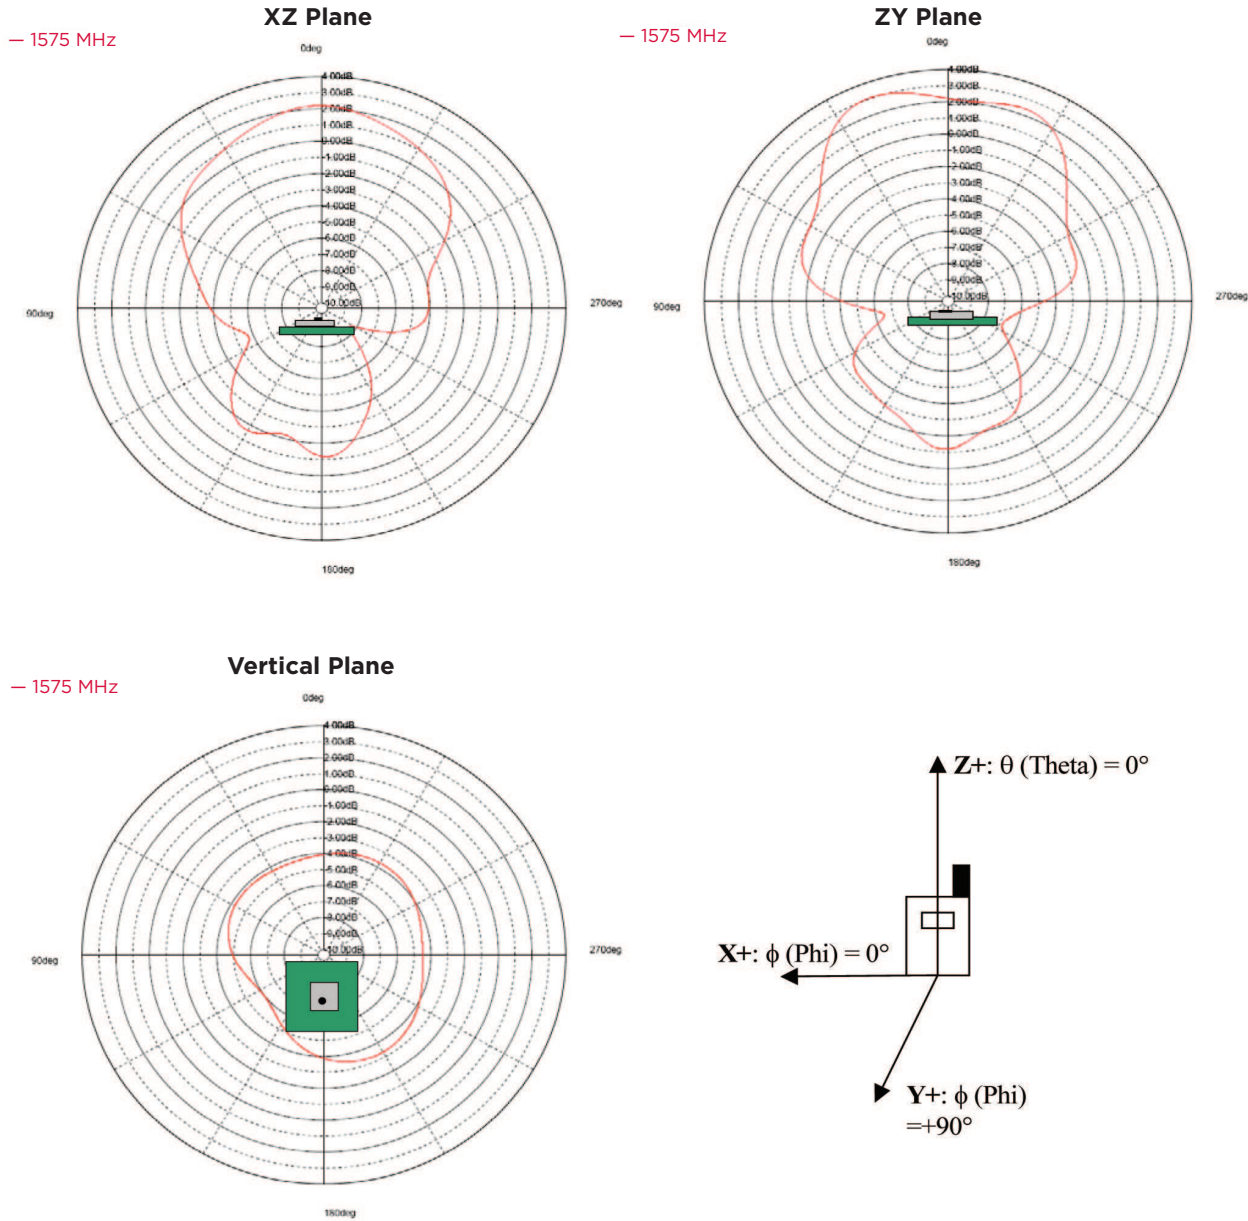 XZ Plane
— 1575 MHz
0deg
4.00dB
3.00dB
2.00dB
1.00dB
0.00dB
-1.00dB
-2.00dB
-3.00dB
-4.00dB
-5.00dB
-6.00dB
-7.00dB
-8.00dB
-9.00dB
-10.00dB
90deg
270deg
180deg
ZY Plane
— 1575 MHz
0deg
4.00dB
3.00dB
2.00dB
1.00dB
0.00dB
-1.00dB
-2.00dB
-3.00dB
-4.00dB
-5.00dB
-6.00dB
-7.00dB
-8.00dB
-9.00dB
-10.00dB
90deg
270deg
180deg
Vertical Plane
— 1575 MHz
0deg
4.00dB
3.00dB
2.00dB
1.00dB
0.00dB
-1.00dB
-2.00dB
-3.00dB
-4.00dB
-5.00dB
-6.00dB
-7.00dB
-8.00dB
-9.00dB
-10.00dB
90deg
270deg
180deg
Z+: θ (Theta) = 0°
X+: ϕ (Phi) = 0°
Y+: ϕ (Phi)
=+90°